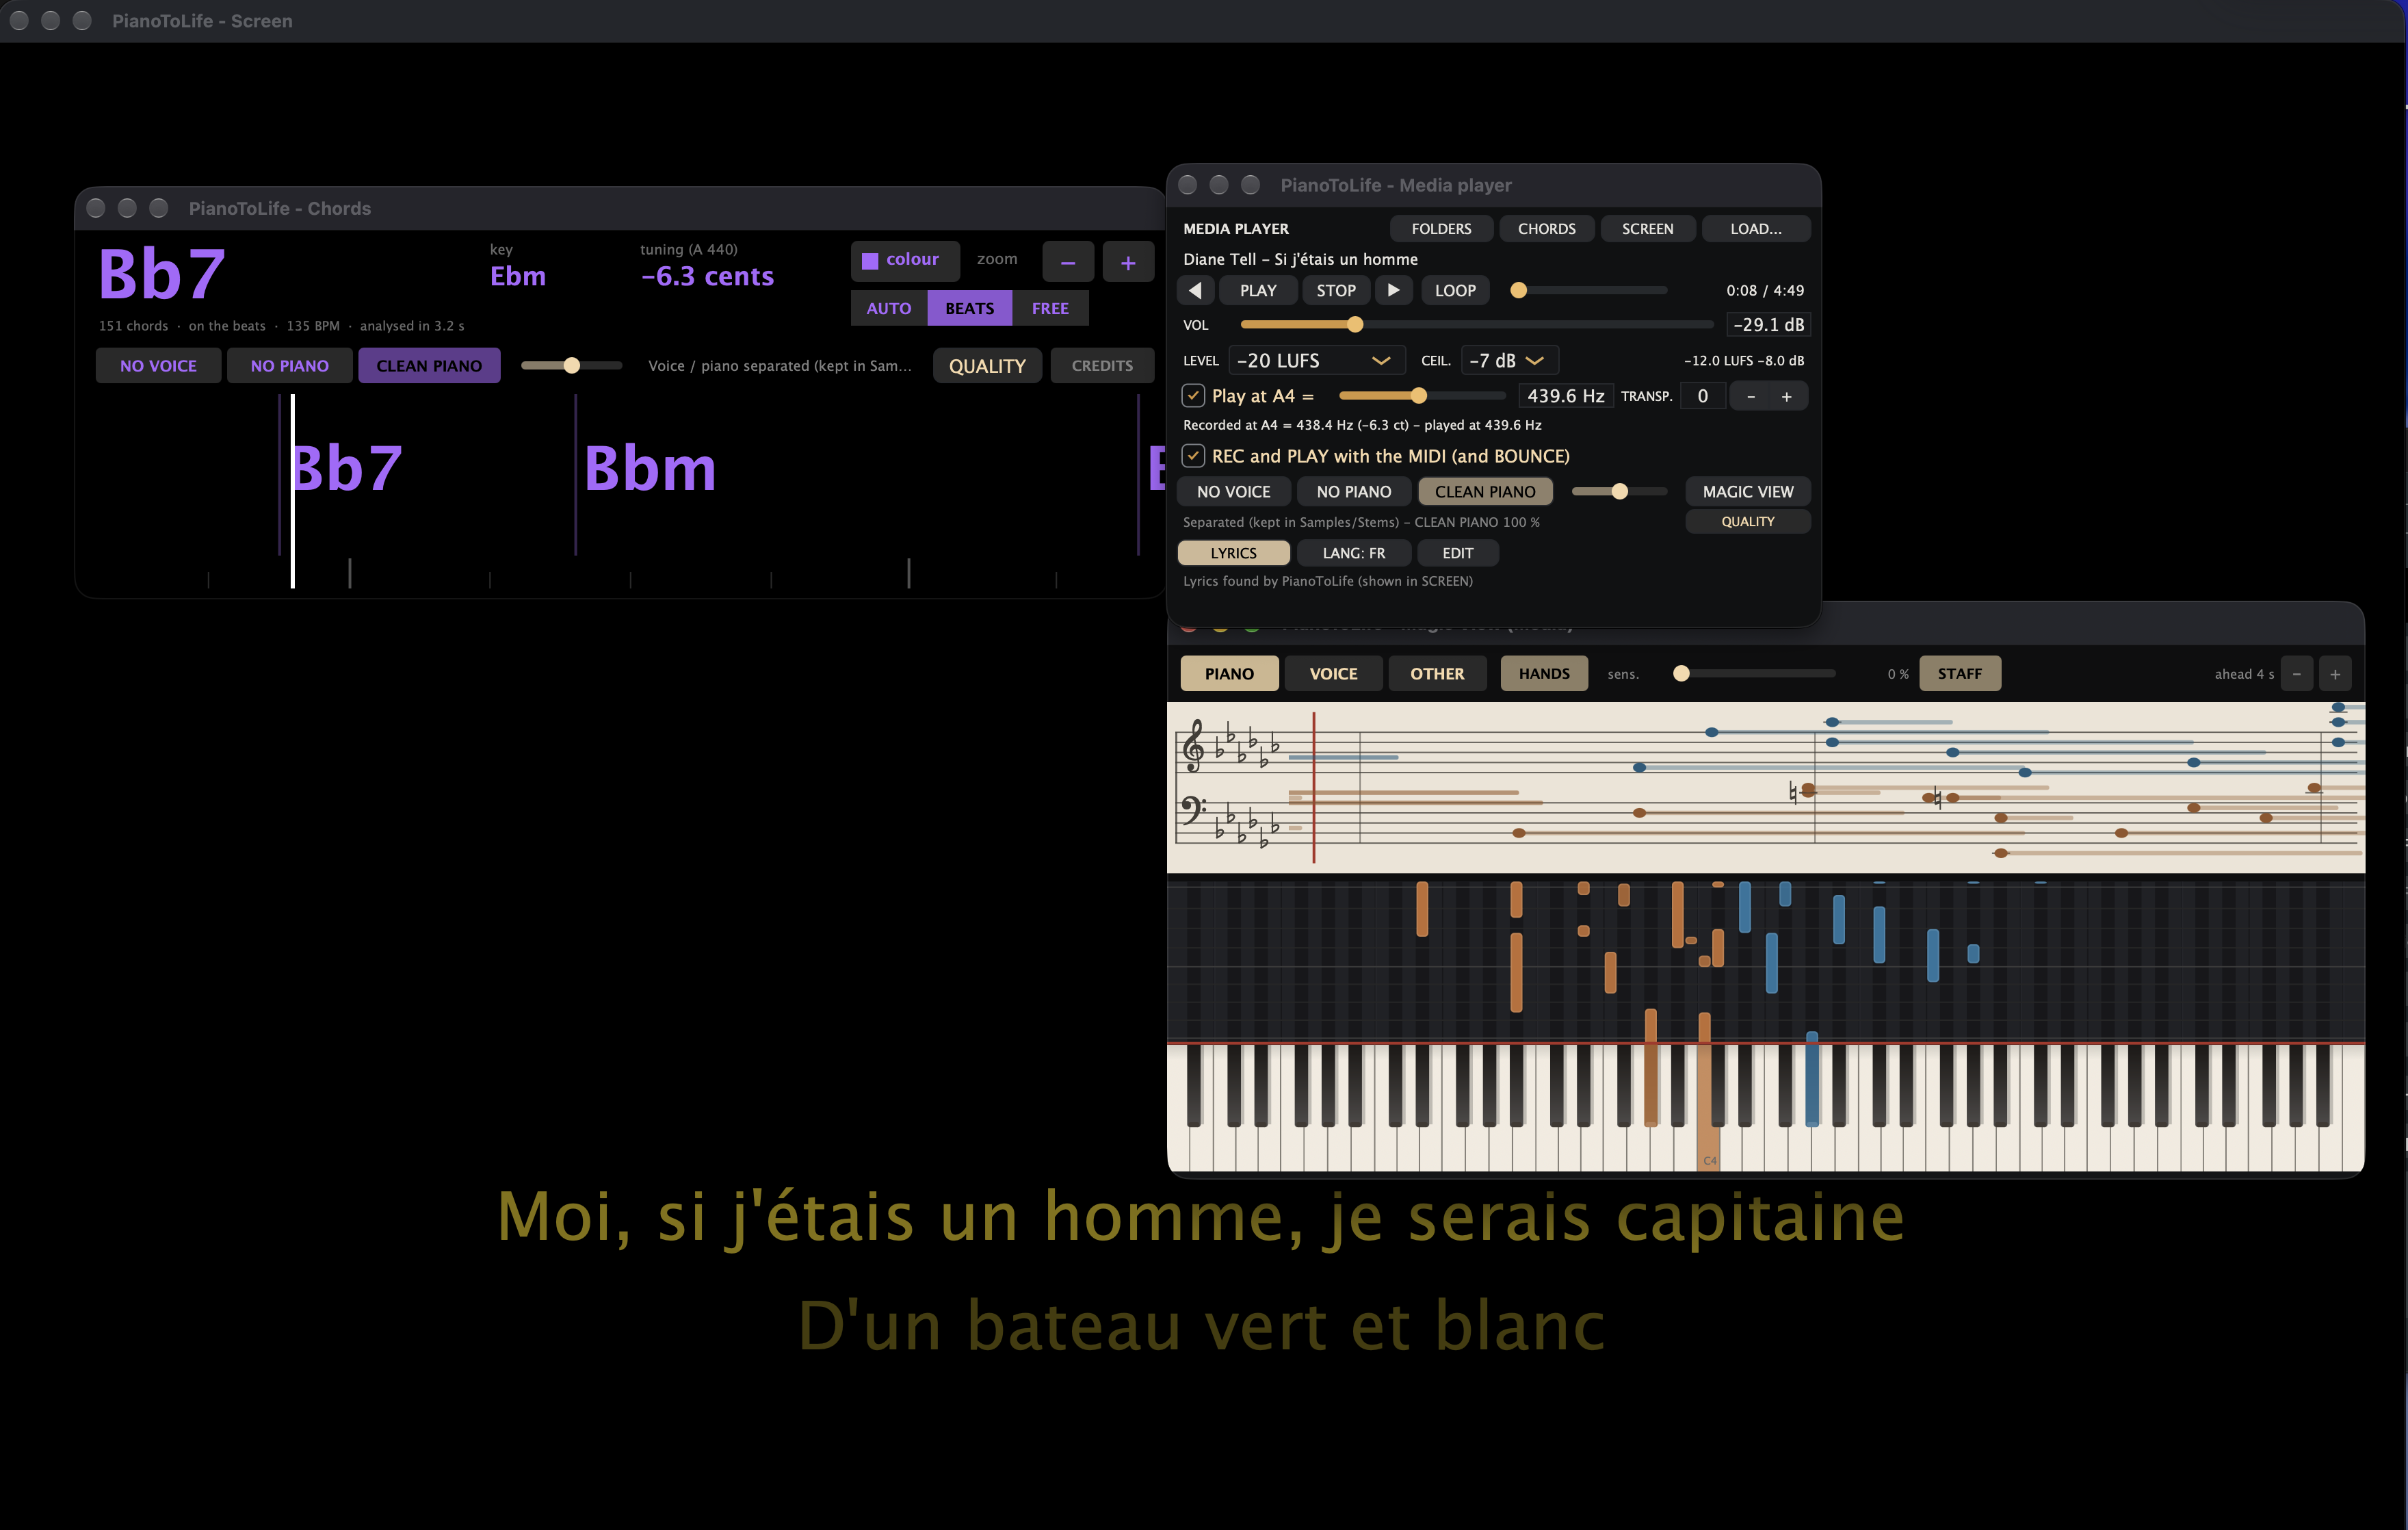 PianoToLife - Screen
PianoToLife - Chords
Bb7
key
Ebm
tuning (A 440)
-6.3 cents
colour
zoom
− +
AUTO BEATS FREE
151 chords · on the beats · 135 BPM · analysed in 3.2 s
NO VOICE NO PIANO CLEAN PIANO
Voice / piano separated (kept in Sam...
QUALITY CREDITS
Bb7 Bbm
PianoToLife - Media player
MEDIA PLAYER FOLDERS CHORDS SCREEN LOAD...
Diane Tell - Si j'étais un homme
PLAY STOP LOOP 0:08 / 4:49
VOL -29.1 dB
LEVEL -20 LUFS CEIL. -7 dB -12.0 LUFS -8.0 dB
Play at A4 = 439.6 Hz TRANSP. 0 - +
Recorded at A4 = 438.4 Hz (-6.3 ct) - played at 439.6 Hz
REC and PLAY with the MIDI (and BOUNCE)
NO VOICE NO PIANO CLEAN PIANO MAGIC VIEW
Separated (kept in Samples/Stems) - CLEAN PIANO 100 %
QUALITY
LYRICS LANG: FR EDIT
Lyrics found by PianoToLife (shown in SCREEN)
PIANO VOICE OTHER HANDS sens. 0 % STAFF ahead 4 s - +
C4
Moi, si j'étais un homme, je serais capitaine
D'un bateau vert et blanc